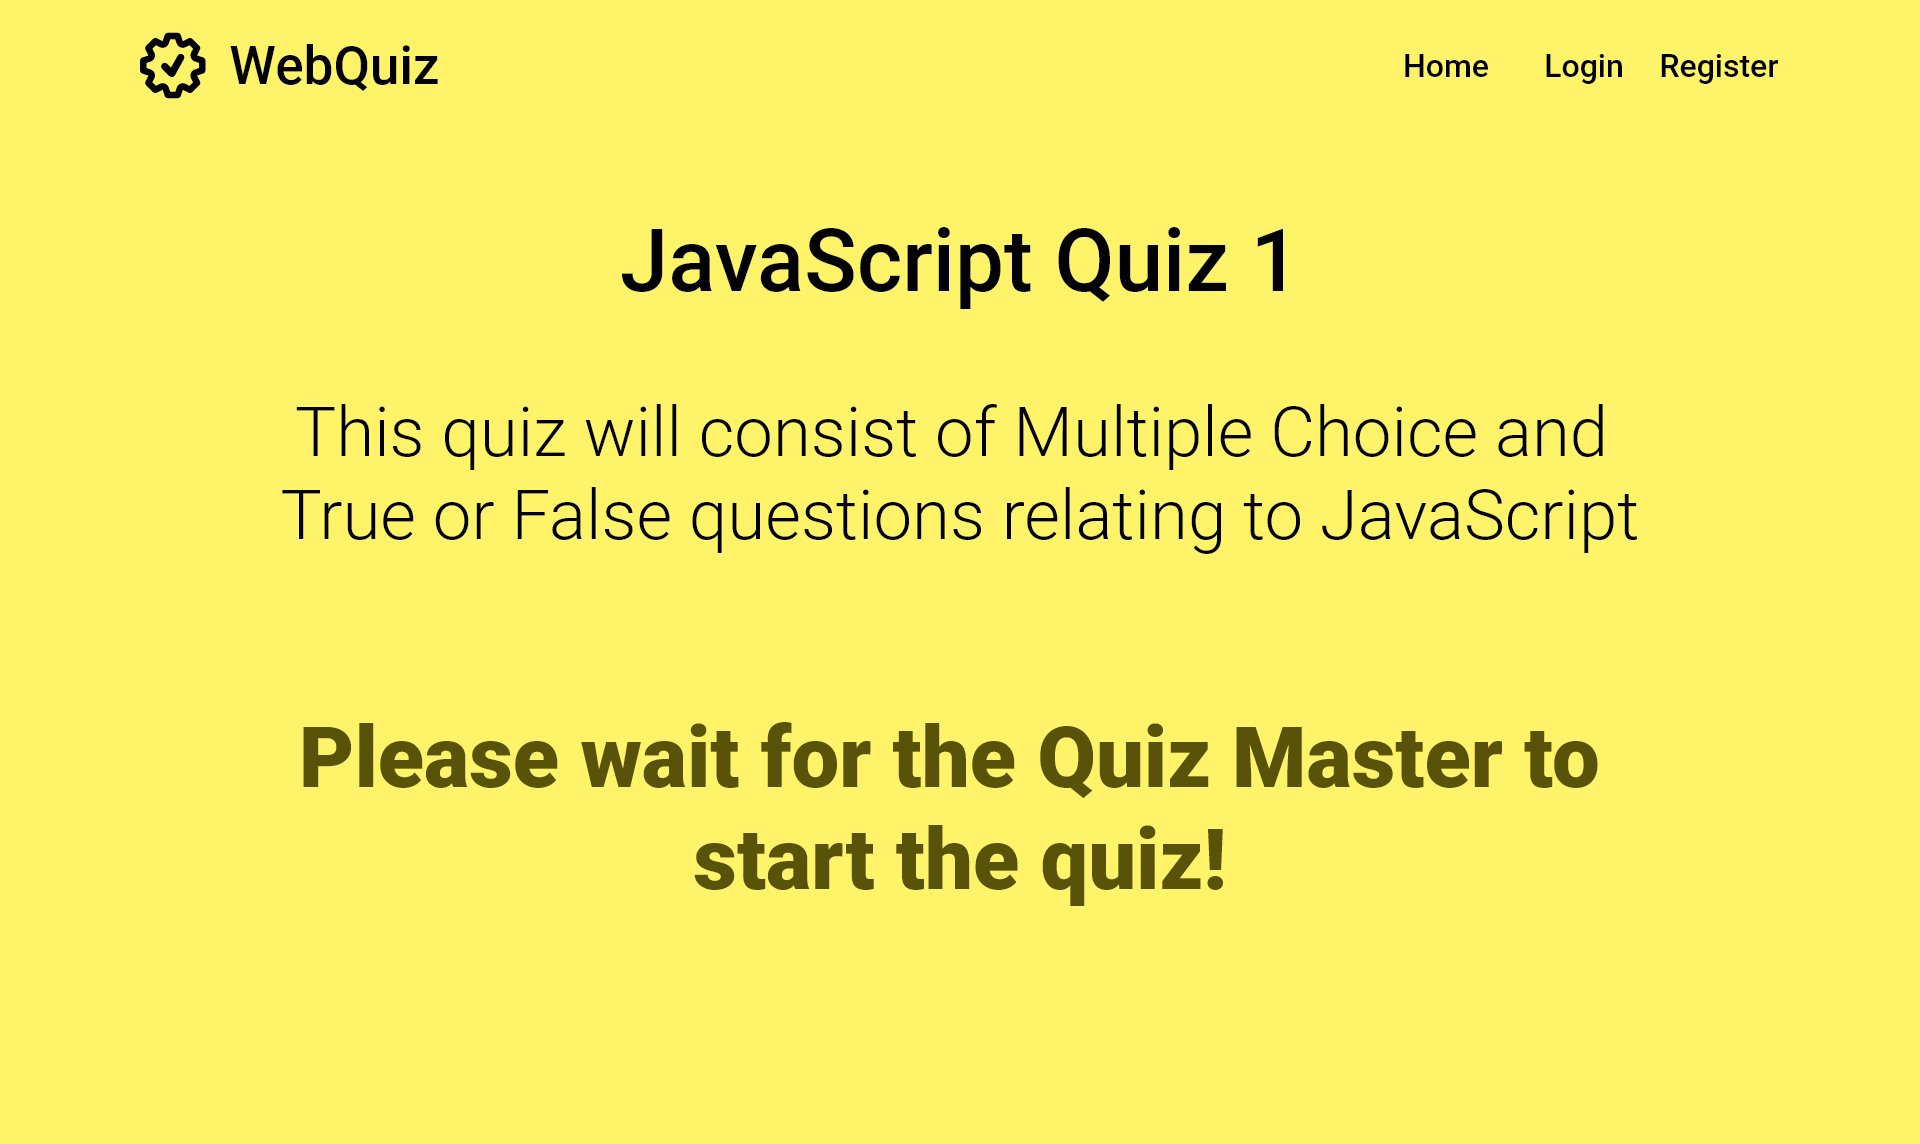 WebQuiz
Home Login Register
JavaScript Quiz 1
This quiz will consist of Multiple Choice and
True or False questions relating to JavaScript
Please wait for the Quiz Master to
start the quiz!